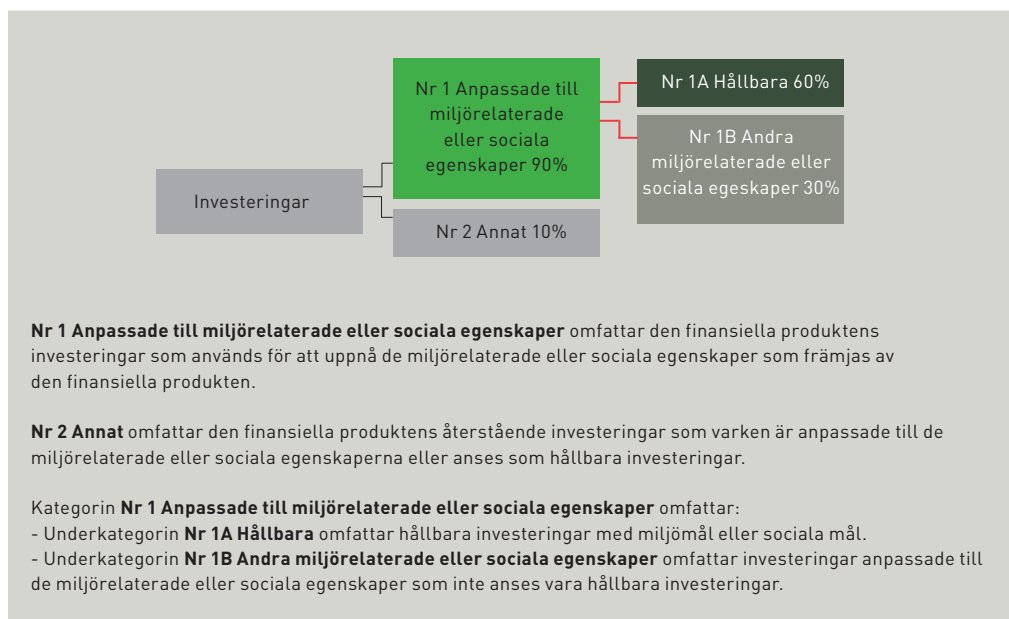 Investeringar
Nr 1 Anpassade till
miljörelaterade
eller sociala
egenskaper 90%
Nr 2 Annat 10%
Nr 1A Hållbara 60%
Nr 1B Andra
miljörelaterade eller
sociala egeskaper 30%
Nr 1 Anpassade till miljörelaterade eller sociala egenskaper omfattar den finansiella produktens
investeringar som används för att uppnå de miljörelaterade eller sociala egenskaper som främjas av
den finansiella produkten.
Nr 2 Annat omfattar den finansiella produktens återstående investeringar som varken är anpassade till de
miljörelaterade eller sociala egenskaperna eller anses som hållbara investeringar.
Kategorin Nr 1 Anpassade till miljörelaterade eller sociala egenskaper omfattar:
- Underkategorin Nr 1A Hållbara omfattar hållbara investeringar med miljömål eller sociala mål.
- Underkategorin Nr 1B Andra miljörelaterade eller sociala egenskaper omfattar investeringar anpassade till
de miljörelaterade eller sociala egenskaper som inte anses vara hållbara investeringar.